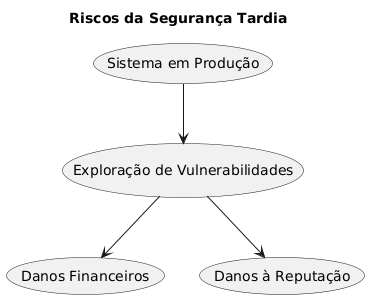 Riscos da Segurança Tardia
Sistema em Produção
Exploração de Vulnerabilidades
Danos Financeiros
Danos à Reputação